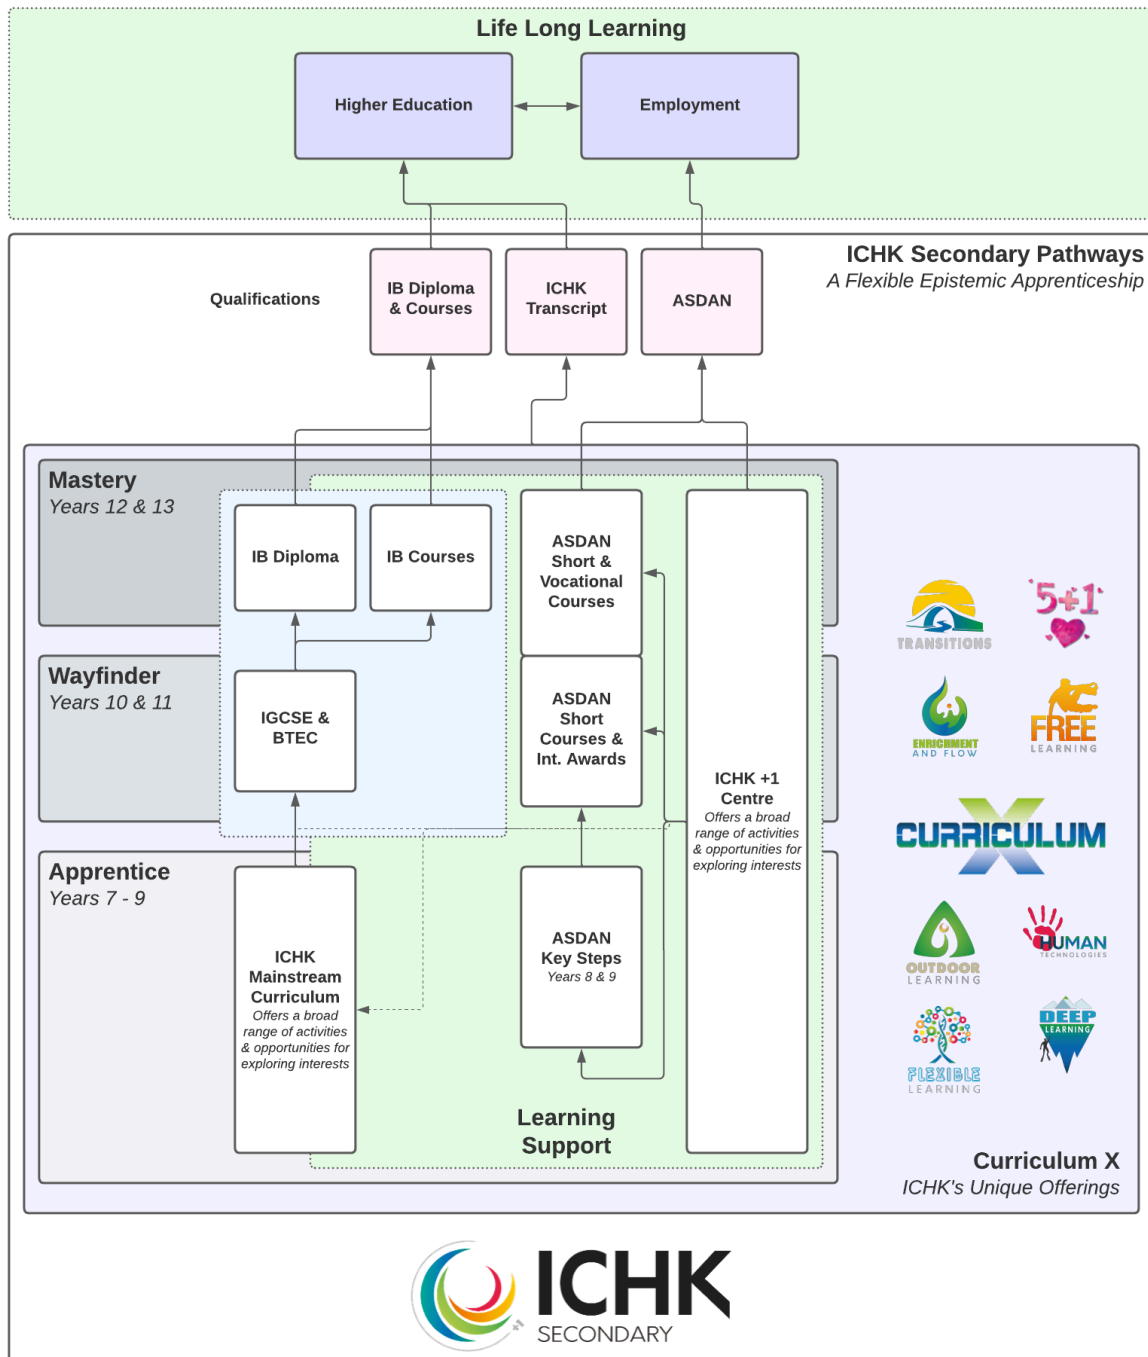 Life Long Learning
Higher Education
Employment
ICHK Secondary Pathways
A Flexible Epistemic Apprenticeship
Qualifications
IB Diploma
& Courses
ICHK
Transcript
ASDAN
Mastery
Years 12 & 13
IB Diploma
IB Courses
ASDAN
Short &
Vocational
Courses
Wayfinder
Years 10 & 11
IGCSE &
BTEC
ASDAN
Short
Courses &
Int. Awards
ICHK +1
Centre
Offers a broad
range of activities
& opportunities for
exploring interests
Apprentice
Years 7 - 9
ICHK
Mainstream
Curriculum
Offers a broad
range of activities
& opportunities for
exploring interests
ASDAN
Key Steps
Years 8 & 9
Learning
Support
TRANSITIONS
5+1
ENRICHMENT
AND FLOW
FREE
LEARNING
CURRICULUM
X
OUTDOOR
LEARNING
HUMAN
TECHNOLOGIES
FLEXIBLE
LEARNING
DEEP
LEARNING
Curriculum X
ICHK's Unique Offerings
+1
ICHK
SECONDARY